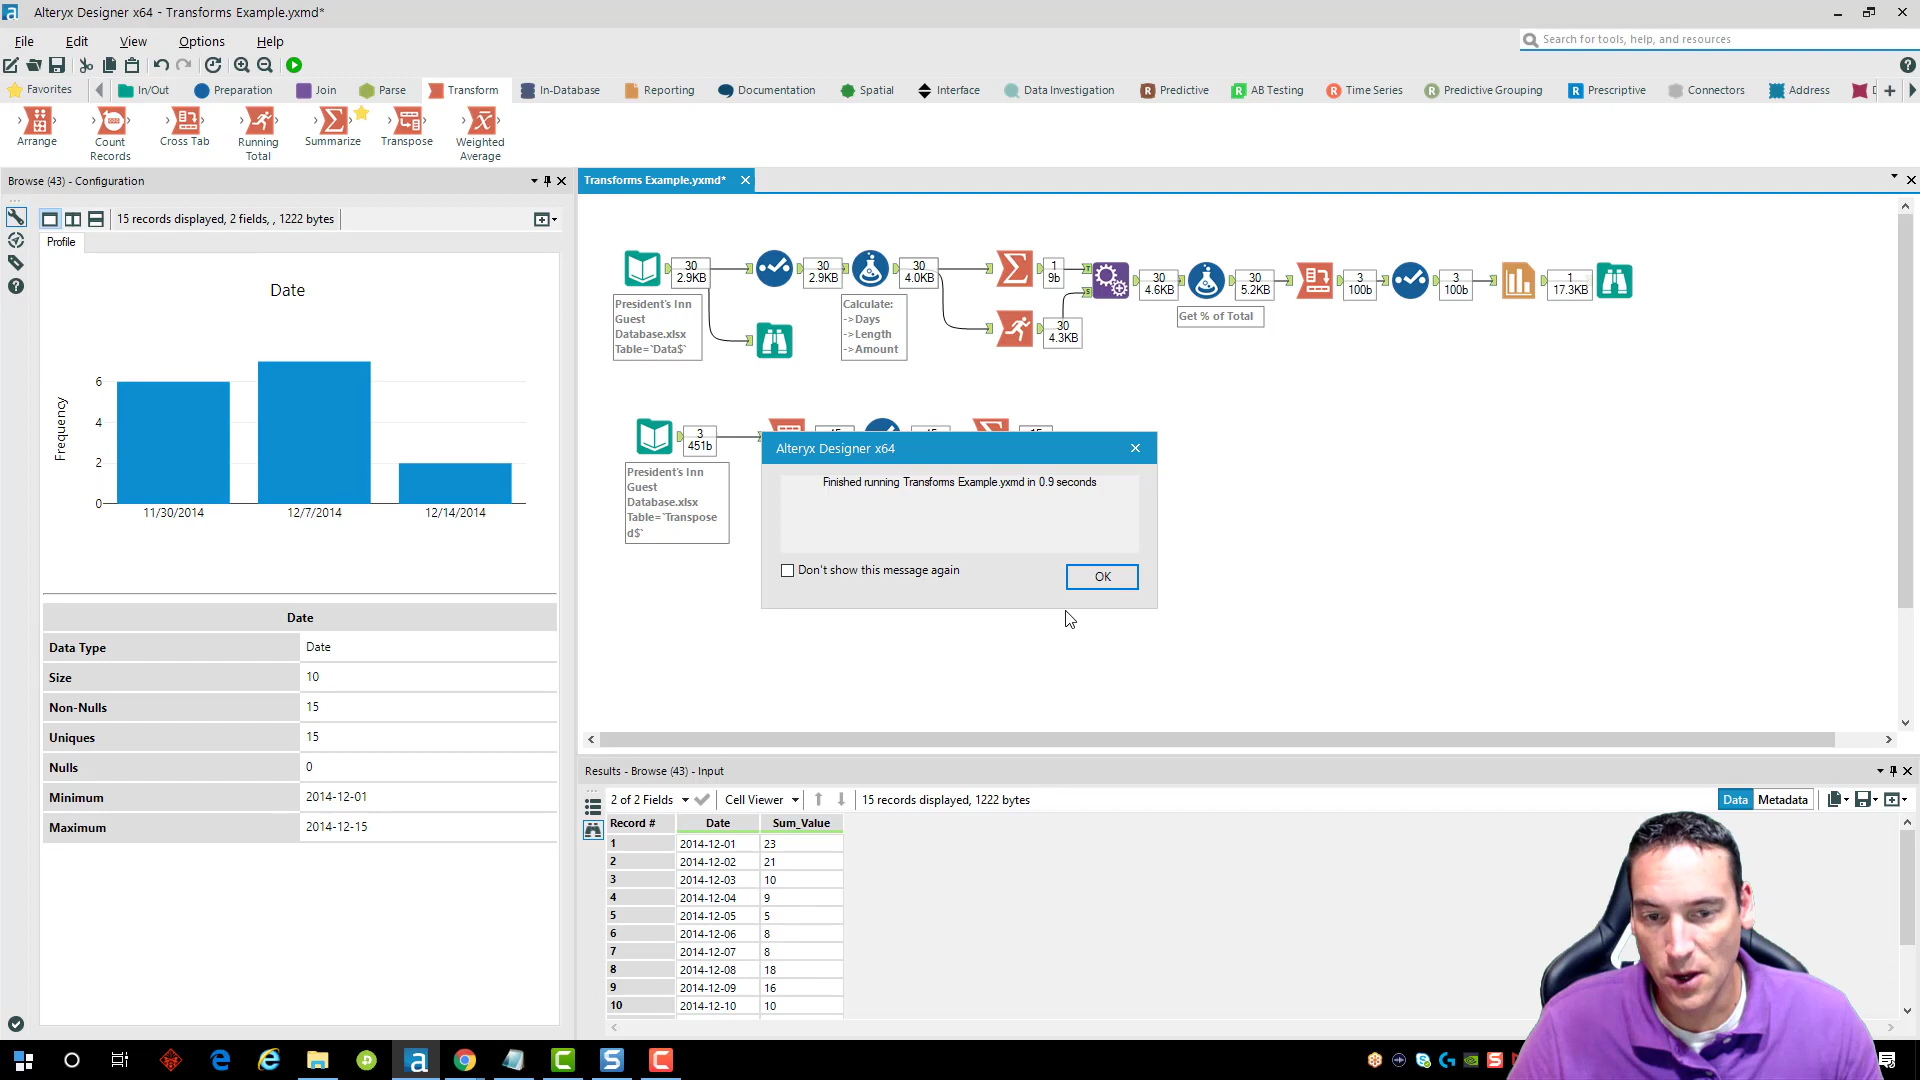 Alteryx Designer x64 - Transforms Example.yxmd*
File Edit View Options Help
Search for tools, help, and resources
Favorites In/Out Preparation Join Parse Transform In-Database Reporting Documentation Spatial Interface Data Investigation Predictive AB Testing Time Series Predictive Grouping Prescriptive Connectors Address
Arrange Count Records Cross Tab Running Total Summarize Transpose Weighted Average
Browse (43) - Configuration
15 records displayed, 2 fields, , 1222 bytes
Profile
Date
Frequency
6
4
2
0
11/30/2014 12/7/2014 12/14/2014
Date
Data Type Date
Size 10
Non-Nulls 15
Uniques 15
Nulls 0
Minimum 2014-12-01
Maximum 2014-12-15
Transforms Example.yxmd*
30
2.9KB
30
2.9KB
30
4.0KB
1
9b
30
4.3KB
30
4.6KB
30
5.2KB
3
100b
3
100b
1
17.3KB
President's Inn
Guest
Database.xlsx
Table=`Data$`
Calculate:
->Days
->Length
->Amount
Get % of Total
3
451b
President's Inn
Guest
Database.xlsx
Table=`Transpose
d$`
Alteryx Designer x64
Finished running Transforms Example.yxmd in 0.9 seconds
Don't show this message again
OK
Results - Browse (43) - Input
2 of 2 Fields Cell Viewer 15 records displayed, 1222 bytes
Data Metadata
Record # Date Sum_Value
1 2014-12-01 23
2 2014-12-02 21
3 2014-12-03 10
4 2014-12-04 9
5 2014-12-05 5
6 2014-12-06 8
7 2014-12-07 8
8 2014-12-08 18
9 2014-12-09 16
10 2014-12-10 10